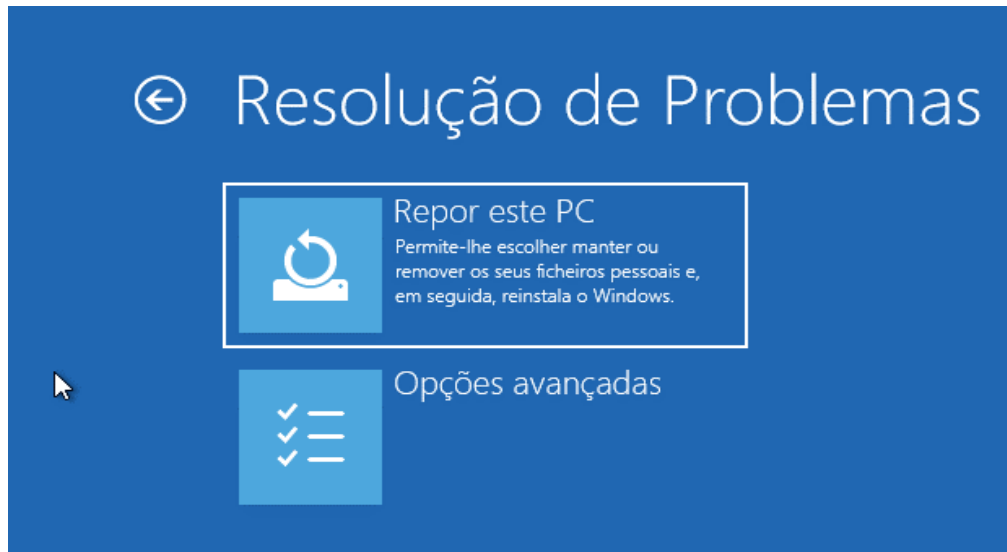 Resolução de Problemas
Repor este PC
Permite-lhe escolher manter ou
remover os seus ficheiros pessoais e,
em seguida, reinstala o Windows.
Opções avançadas